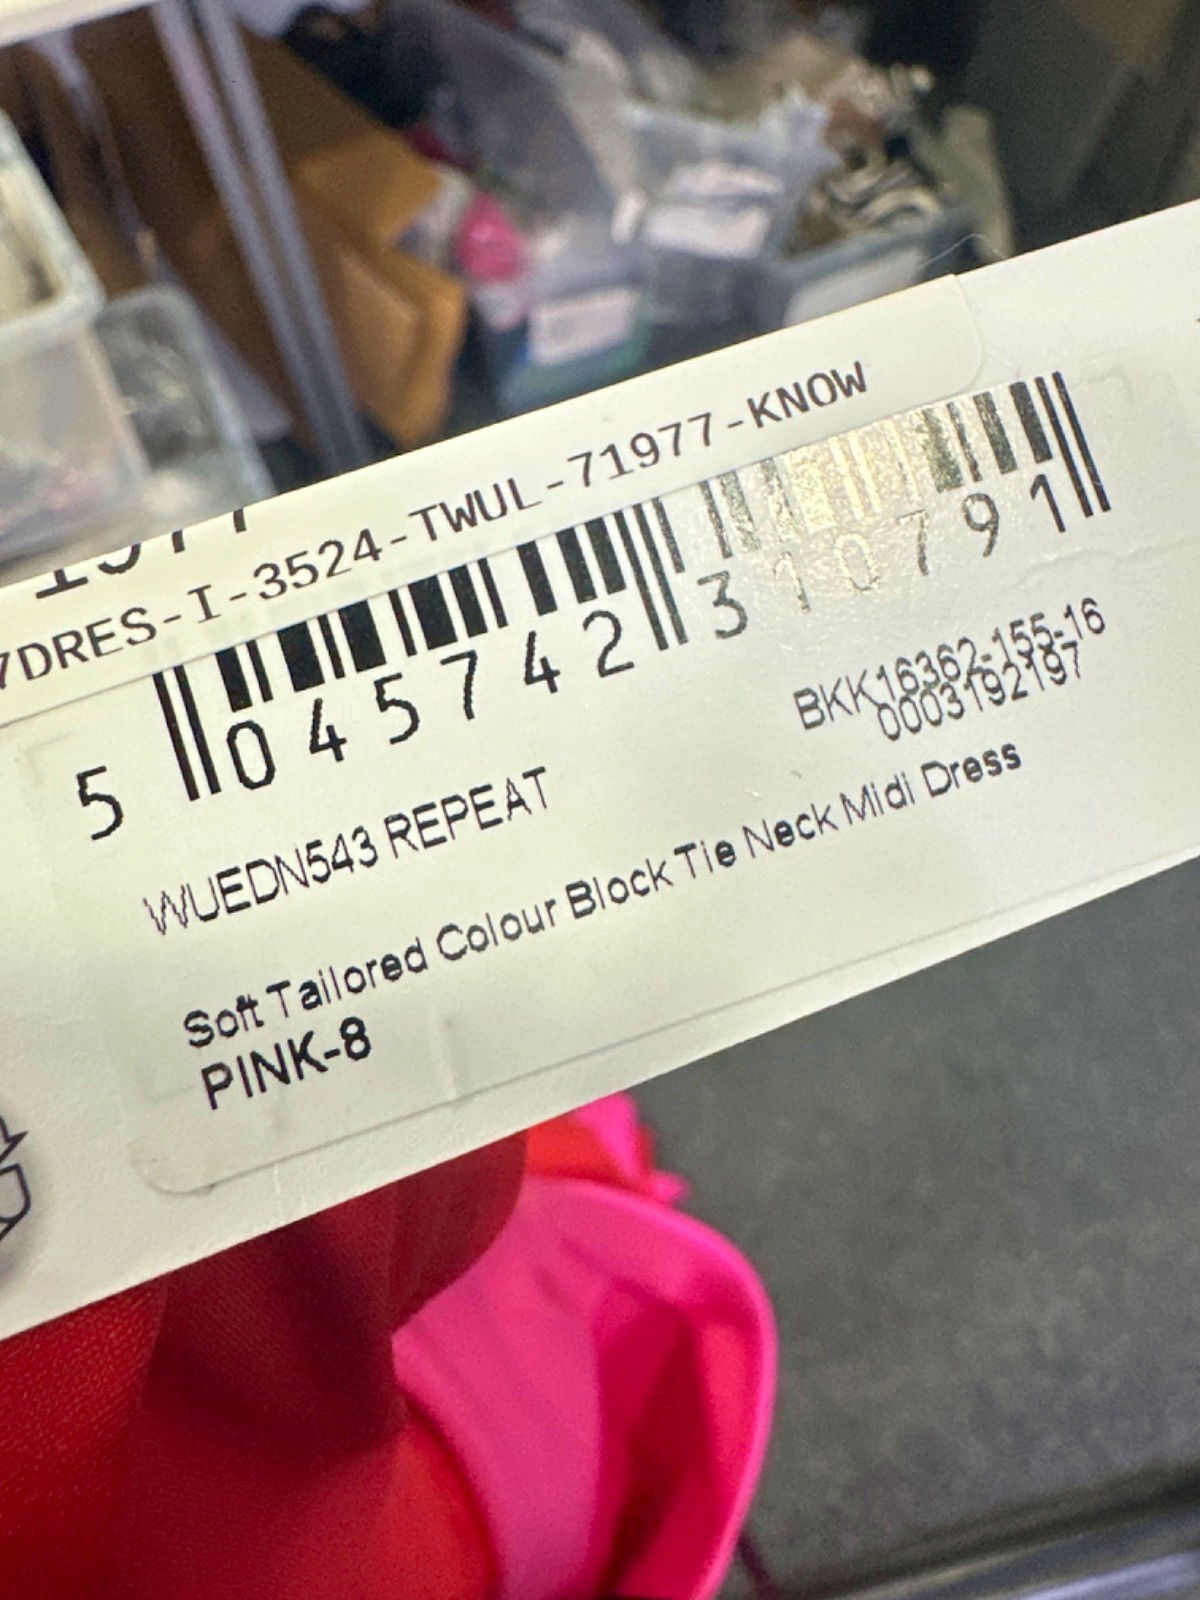 7DRES-I-3524-TWUL-71977-KNOW
5 045742 310791
BKK16362-155-16
0003192197
WUEDN543 REPEAT
Soft Tailored Colour Block Tie Neck Midi Dress
PINK-8